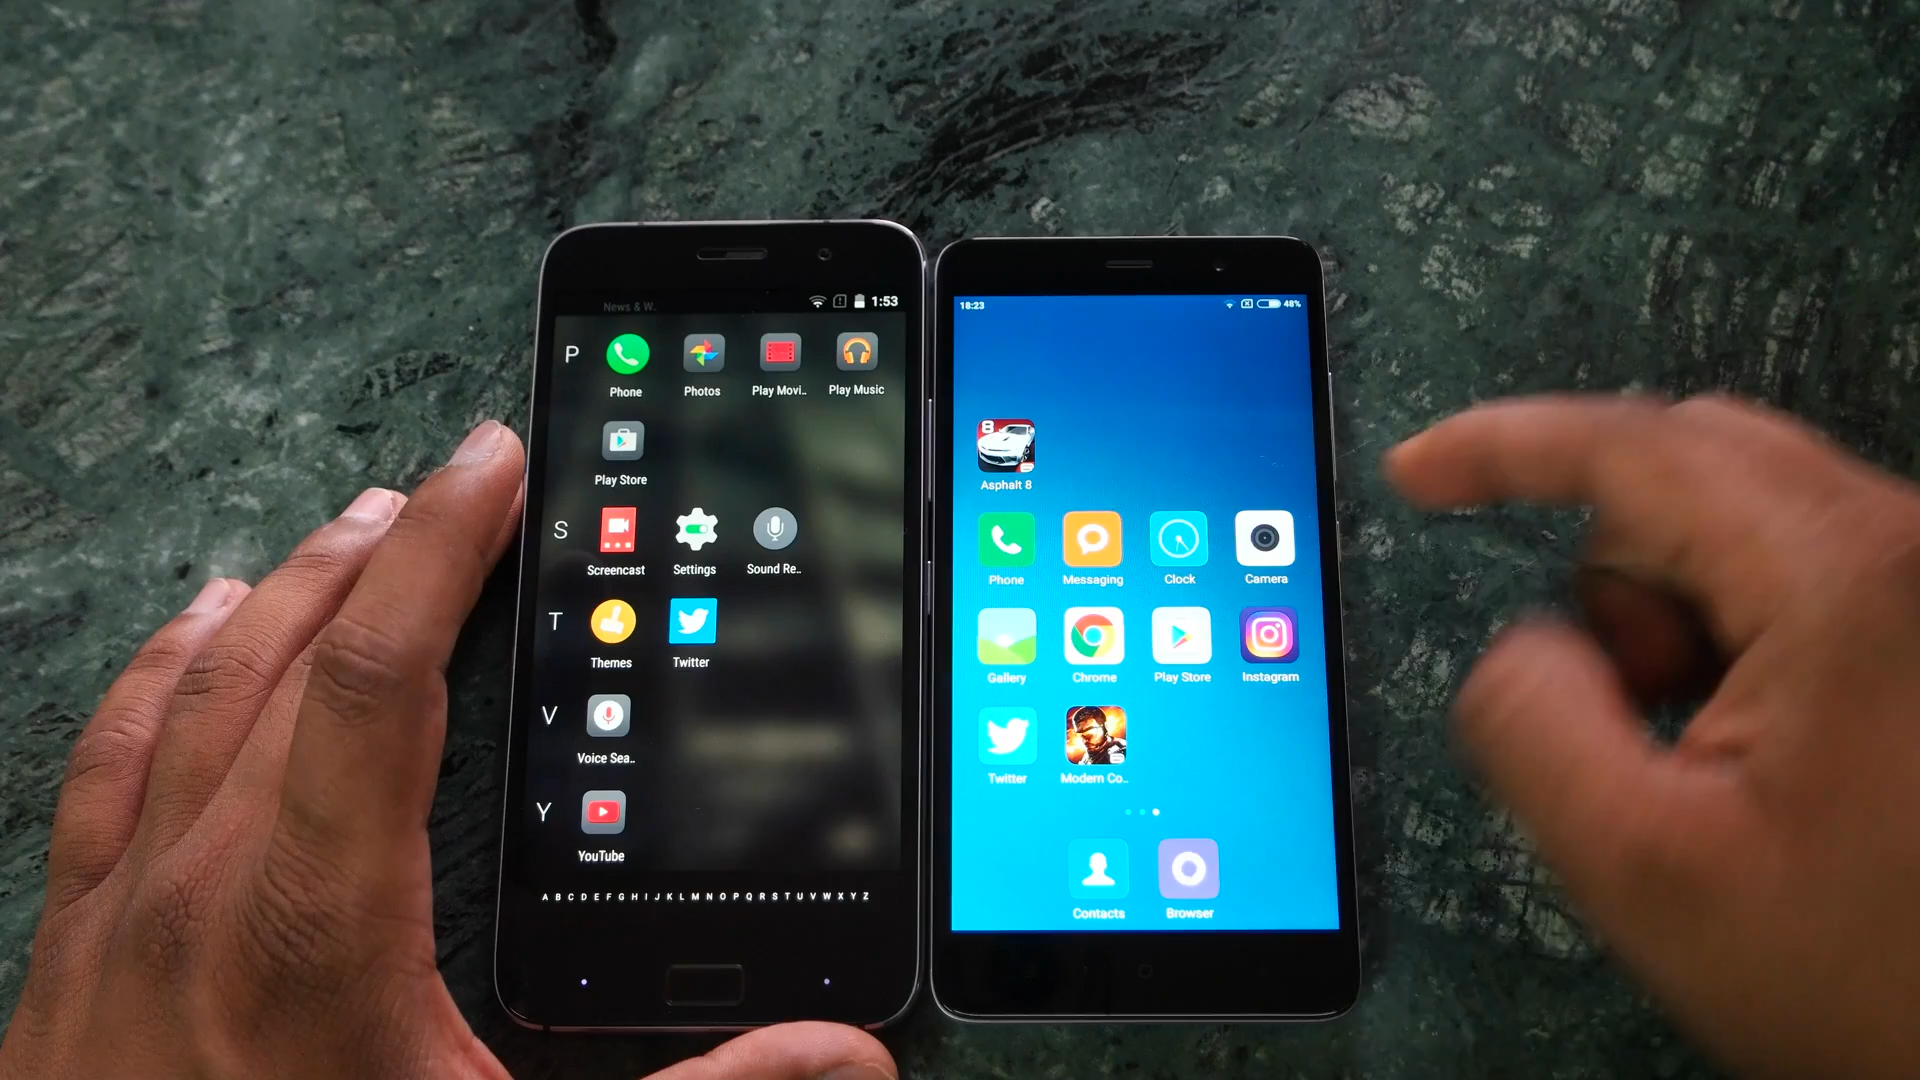 News & W..
1:53
P
Phone
Photos
Play Movi..
Play Music
Play Store
S
Screencast
Settings
Sound Re..
T
Themes
Twitter
V
Voice Sea..
Y
YouTube
A B C D E F G H I J K L M N O P Q R S T U V W X Y Z
18:23
48%
8
Asphalt 8
Phone
Messaging
Clock
Camera
Gallery
Chrome
Play Store
Instagram
Twitter
Modern Co..
Contacts
Browser